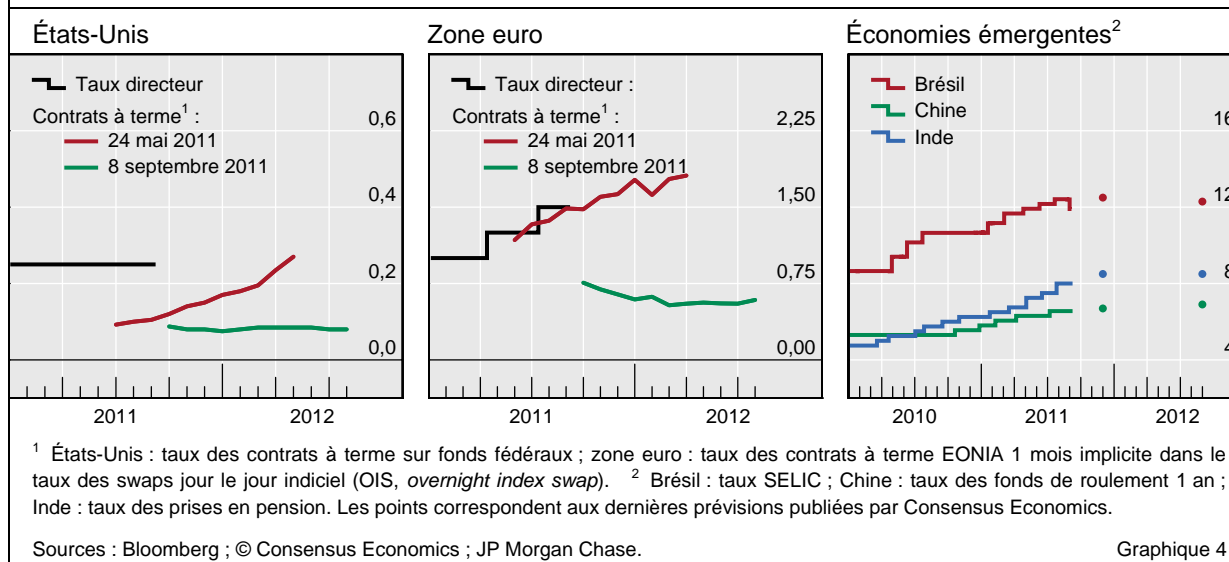 États-Unis
Taux directeur
Contrats à terme1 :
24 mai 2011
8 septembre 2011
0,6
0,4
0,2
0,0
2011
2012
Zone euro
Taux directeur :
Contrats à terme1 :
24 mai 2011
8 septembre 2011
2,25
1,50
0,75
0,00
2011
2012
Économies émergentes2
Brésil
Chine
Inde
16
12
8
4
2010
2011
2012
1 États-Unis : taux des contrats à terme sur fonds fédéraux ; zone euro : taux des contrats à terme EONIA 1 mois implicite dans le
taux des swaps jour le jour indiciel (OIS, overnight index swap). 2 Brésil : taux SELIC ; Chine : taux des fonds de roulement 1 an ;
Inde : taux des prises en pension. Les points correspondent aux dernières prévisions publiées par Consensus Economics.
Sources : Bloomberg ; © Consensus Economics ; JP Morgan Chase.
Graphique 4